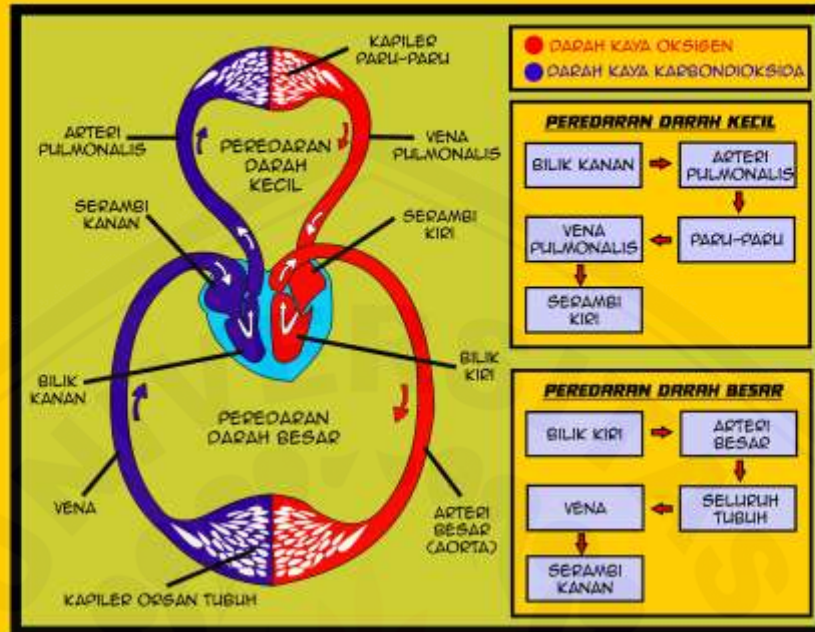 KAPILER
PARU-PARU
ARTERI
PULMONALIS
PEREDARAN
DARAH
KECIL
VENA
PULMONALIS
SERAMBI
KANAN
SERAMBI
KIRI
BILIK
KANAN
BILIK
KIRI
PEREDARAN
DARAH BESAR
VENA
ARTERI
BESAR
(AORTA)
KAPILER ORGAN TUBUH
DARAH KAYA OKSIGEN
DARAH KAYA KARBONDIOKSIDA
PEREDARAN DARAH KECIL
BILIK KANAN
ARTERI
PULMONALIS
PARU-PARU
VENA
PULMONALIS
SERAMBI
KIRI
PEREDARAN DARAH BESAR
BILIK KIRI
ARTERI
BESAR
SELURUH
TUBUH
VENA
SERAMBI
KANAN